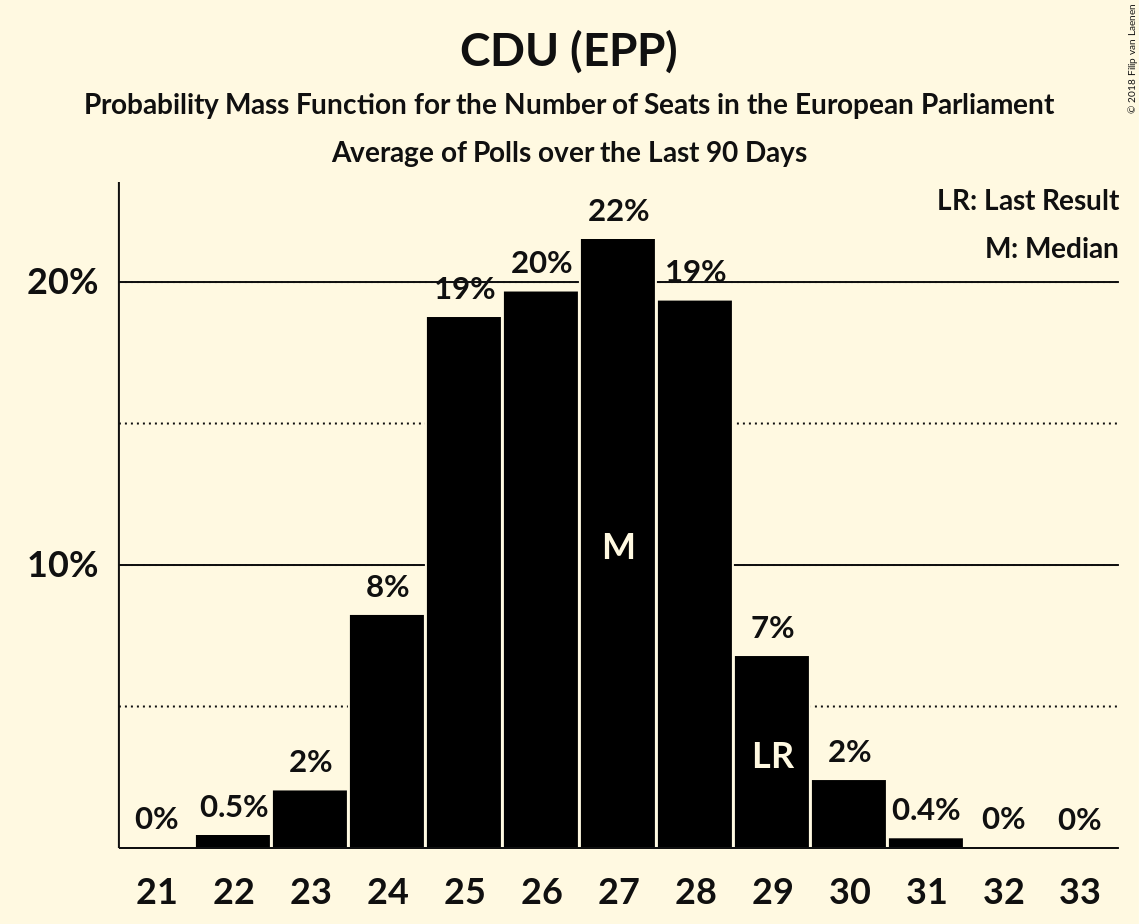 CDU (EPP)
Probability Mass Function for the Number of Seats in the European Parliament
Average of Polls over the Last 90 Days
© 2018 Filip van Laenen
LR: Last Result
M: Median
20%
10%
0%
0.5%
2%
8%
19%
20%
22%
19%
7%
2%
0.4%
0%
0%
M
LR
21 22 23 24 25 26 27 28 29 30 31 32 33